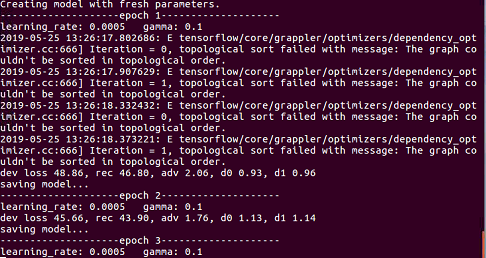 Creating model with fresh parameters.
--------------------epoch 1--------------------
learning_rate: 0.0005   gamma: 0.1
2019-05-25 13:26:17.802686: E tensorflow/core/grappler/optimizers/dependency_opt
imizer.cc:666] Iteration = 0, topological sort failed with message: The graph co
uldn't be sorted in topological order.
2019-05-25 13:26:17.907629: E tensorflow/core/grappler/optimizers/dependency_opt
imizer.cc:666] Iteration = 1, topological sort failed with message: The graph co
uldn't be sorted in topological order.
2019-05-25 13:26:18.332432: E tensorflow/core/grappler/optimizers/dependency_opt
imizer.cc:666] Iteration = 0, topological sort failed with message: The graph co
uldn't be sorted in topological order.
2019-05-25 13:26:18.373221: E tensorflow/core/grappler/optimizers/dependency_opt
imizer.cc:666] Iteration = 1, topological sort failed with message: The graph co
uldn't be sorted in topological order.
dev loss 48.86, rec 46.80, adv 2.06, d0 0.93, d1 0.96
saving model...
--------------------epoch 2--------------------
learning_rate: 0.0005   gamma: 0.1
dev loss 45.66, rec 43.90, adv 1.76, d0 1.13, d1 1.14
saving model...
--------------------epoch 3--------------------
learning_rate: 0.0005   gamma: 0.1